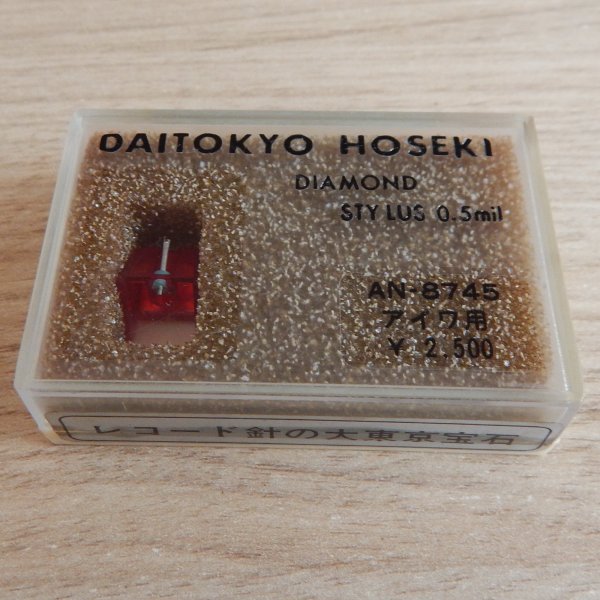 DAITOKYO HOSEKI
DIAMOND
STYLUS 0.5mil
AN-8745
アイワ用
¥ 2,500
レコード針の大東京宝石